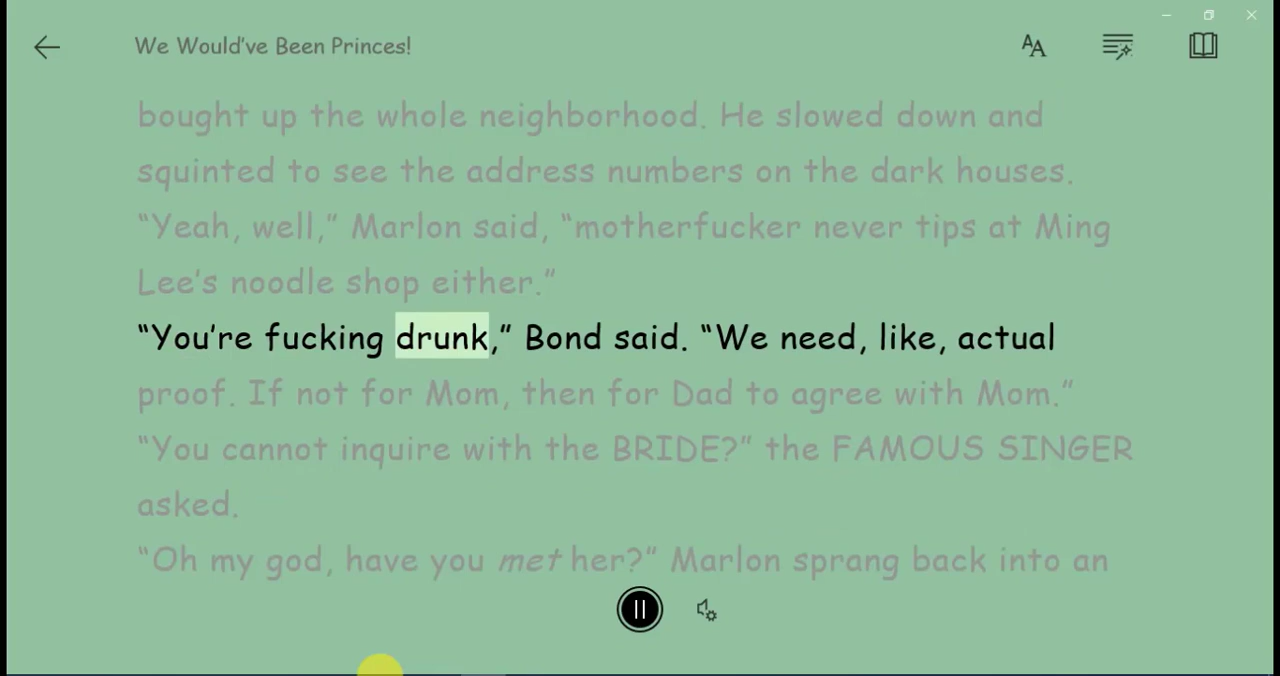 We Would've Been Princes!
bought up the whole neighborhood. He slowed down and
squinted to see the address numbers on the dark houses.
“Yeah, well,” Marlon said, “motherfucker never tips at Ming
Lee’s noodle shop either.”
“You’re fucking drunk,” Bond said. “We need, like, actual
proof. If not for Mom, then for Dad to agree with Mom.”
“You cannot inquire with the BRIDE?” the FAMOUS SINGER
asked.
“Oh my god, have you met her?” Marlon sprang back into an